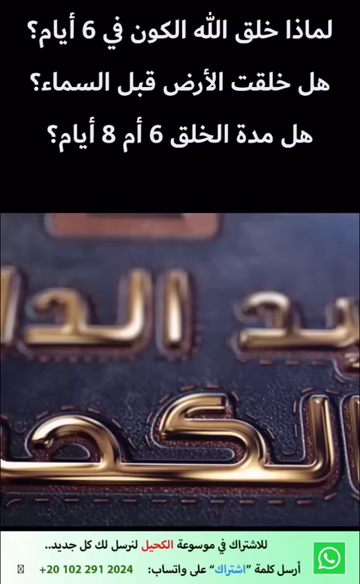 لماذا خلق الله الكون في 6 أيام؟
هل خلقت الأرض قبل السماء؟
هل مدة الخلق 6 أم 8 أيام؟
للاشتراك في موسوعة الكحيل لنرسل لك كل جديد..
أرسل كلمة “اشتراك” على واتساب: +20 102 291 2024